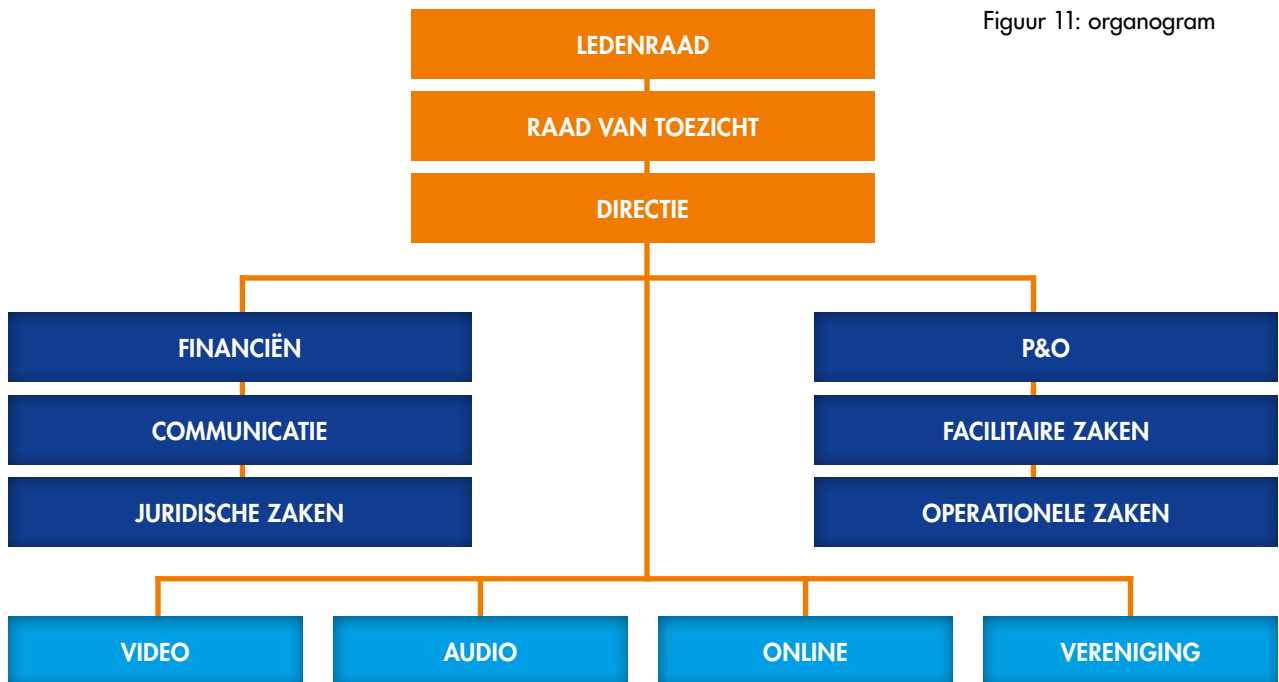 Figuur 11: organogram
LEDENRAAD
RAAD VAN TOEZICHT
DIRECTIE
FINANCIËN
COMMUNICATIE
JURIDISCHE ZAKEN
P&O
FACILITAIRE ZAKEN
OPERATIONELE ZAKEN
VIDEO
AUDIO
ONLINE
VERENIGING